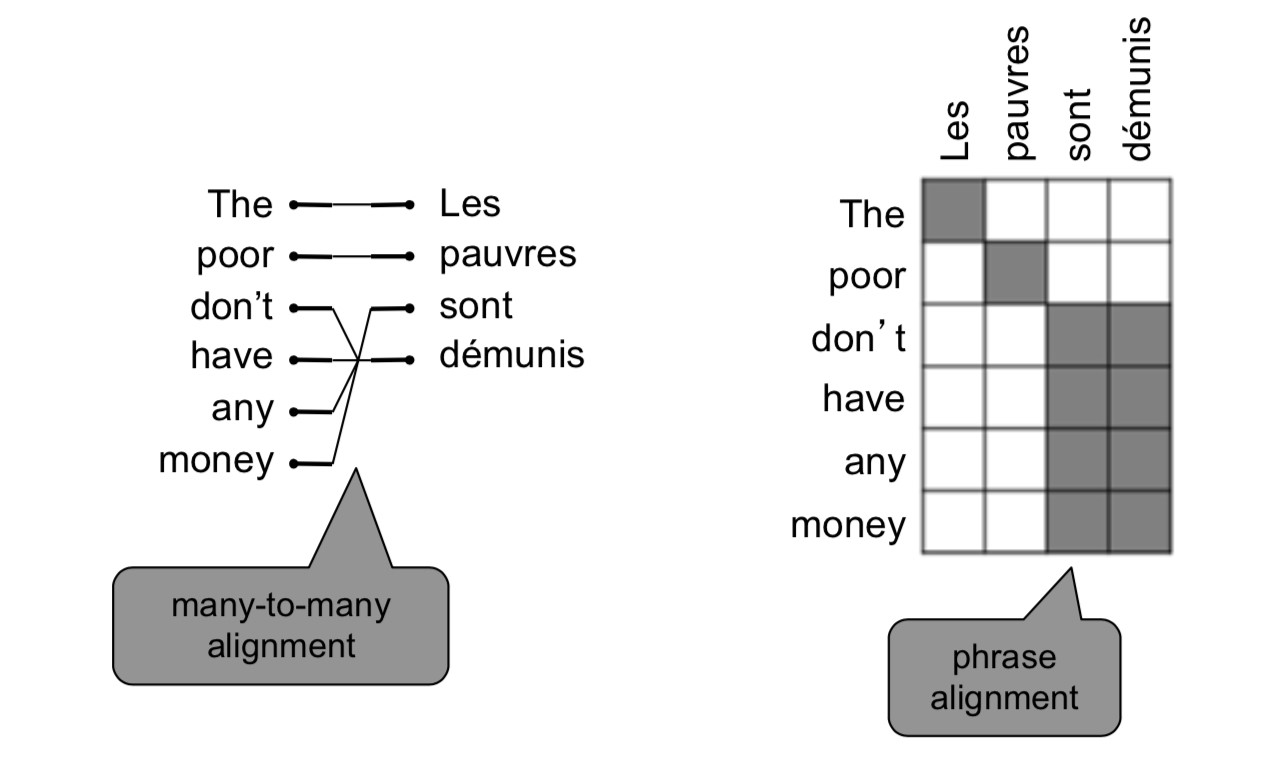 The
Les
poor
pauvres
don’t
sont
have
démunis
any
money
many-to-many
alignment
Les
pauvres
sont
démunis
The
poor
don’t
have
any
money
phrase
alignment